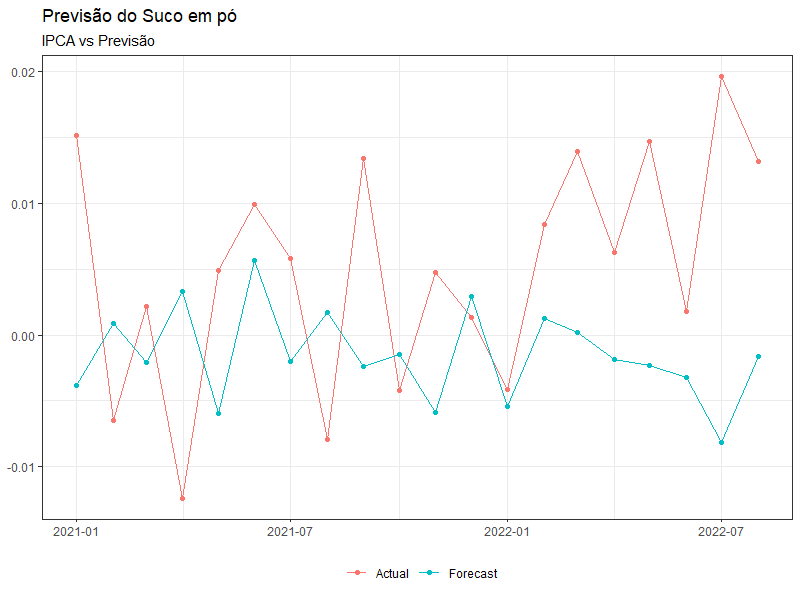 Previsão do Suco em pó
IPCA vs Previsão
0.02
0.01
0.00
-0.01
2021-01 2021-07 2022-01 2022-07
Actual Forecast